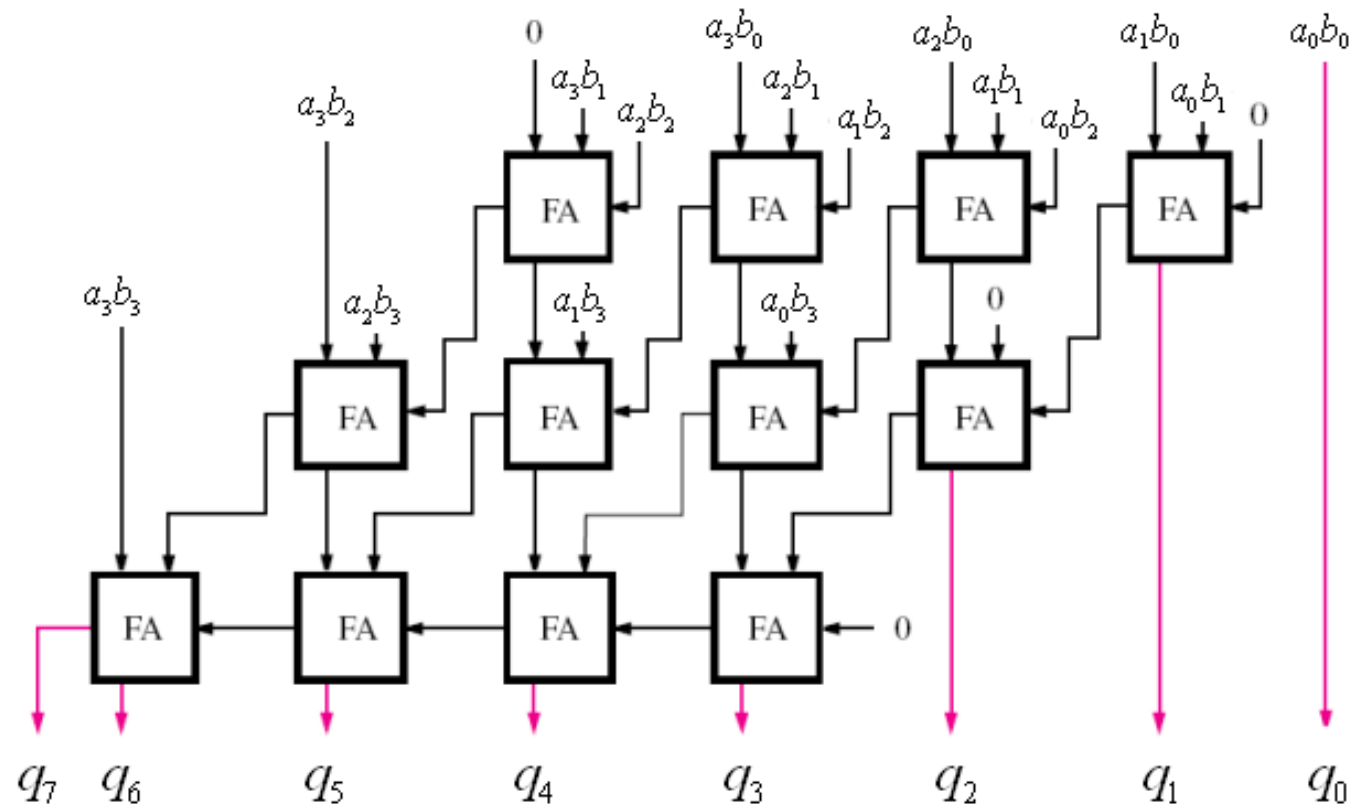 0 a₃b₀ a₂b₀ a₁b₀ a₀b₀
a₃b₂ a₃b₁ a₂b₁ a₁b₁ a₀b₁
a₂b₂ a₁b₂ a₀b₂ 0
FA FA FA FA
a₃b₃ a₂b₃ a₁b₃ a₀b₃ 0
FA FA FA FA
FA FA FA FA 0
q₇ q₆ q₅ q₄ q₃ q₂ q₁ q₀